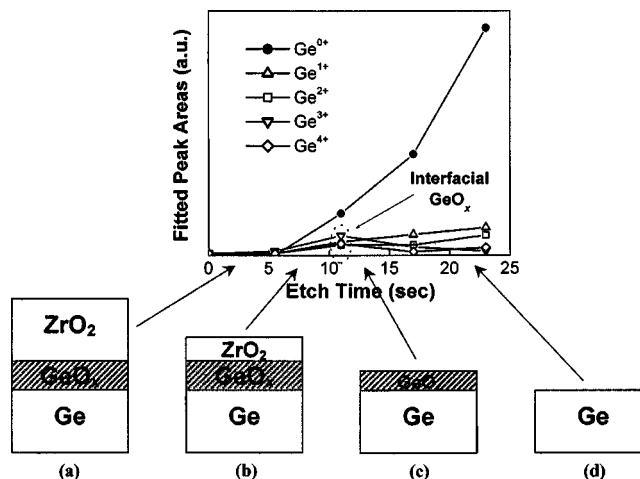 Fitted Peak Areas (a.u.)
Ge⁰⁺
Ge¹⁺
Ge²⁺
Ge³⁺
Ge⁴⁺
Interfacial
GeOₓ
0 5 10 15 20 25
Etch Time (sec)
ZrO₂
GeOₓ
Ge
(a)
ZrO₂
GeOₓ
Ge
(b)
GeOₓ
Ge
(c)
Ge
(d)